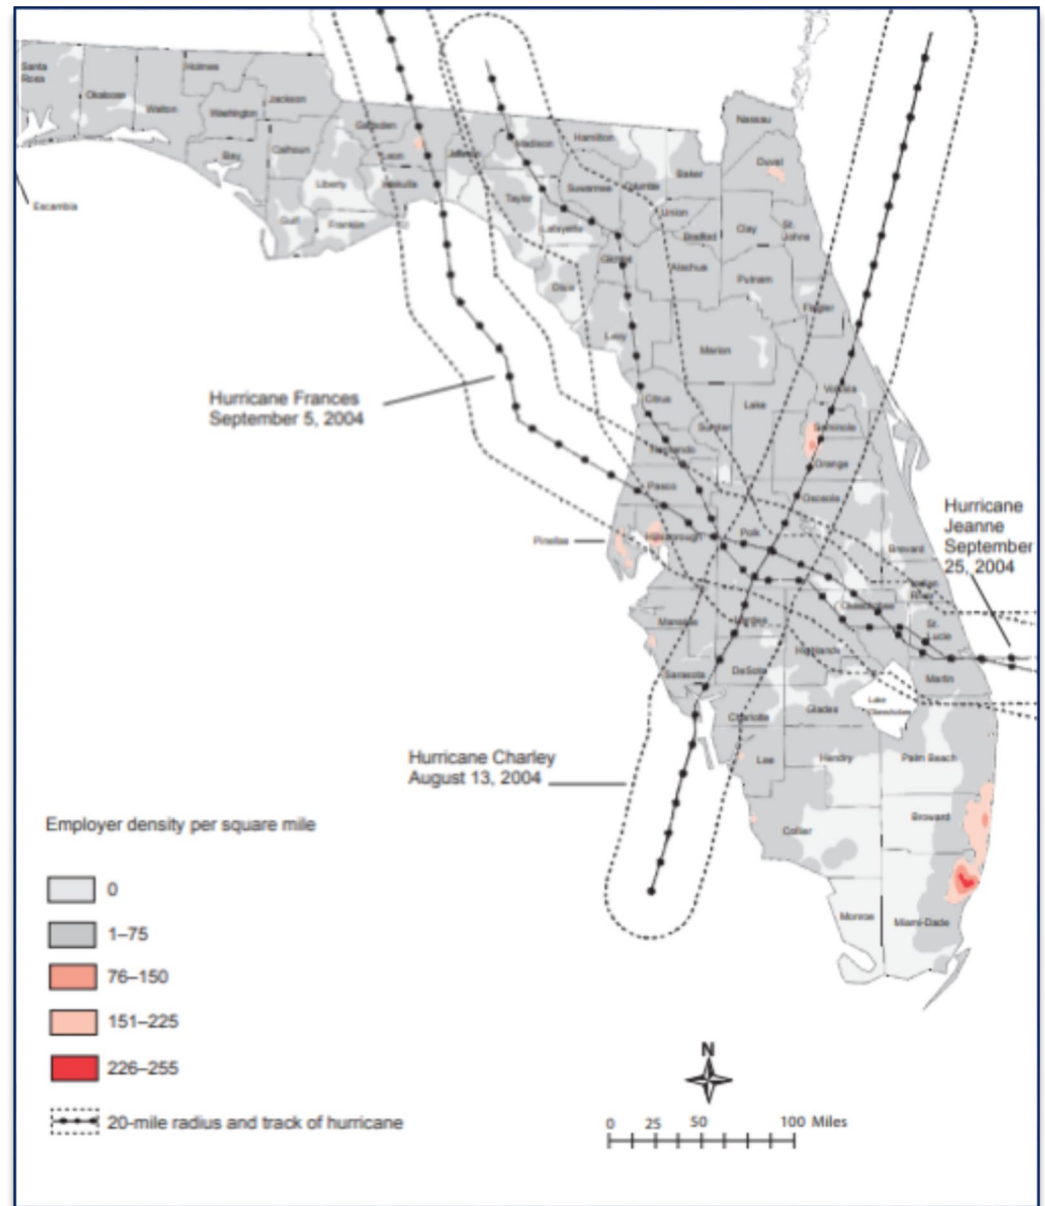 Santa
Rosa
Holmes
Okaloosa
Walton
Washington
Jackson
Gadsden
Hamilton
Nassau
Bay
Calhoun
Leon
Jefferson
Madison
Baker
Duval
Liberty
Wakulla
Suwannee
Columbia
Taylor
Union
Escambia
Gulf
Franklin
Lafayette
Bradford
Clay
St.
Johns
Gilchrist
Alachua
Putnam
Dixie
Flagler
Levy
Marion
Hurricane Frances
September 5, 2004
Volusia
Citrus
Lake
Sumter
Seminole
Hernando
Orange
Pasco
Osceola
Hurricane
Jeanne
September
25, 2004
Pinellas
Hillsborough
Polk
Brevard
Indian
River
Okeechobee
Manatee
Hardee
St.
Lucie
Highlands
Sarasota
DeSoto
Martin
Charlotte
Glades
Lake
Okeechobee
Hurricane Charley
August 13, 2004
Lee
Hendry
Palm Beach
Employer density per square mile
Broward
Collier
0
1–75
Monroe
Miami-Dade
76–150
151–225
226–255
N
20-mile radius and track of hurricane
0 25 50 100 Miles